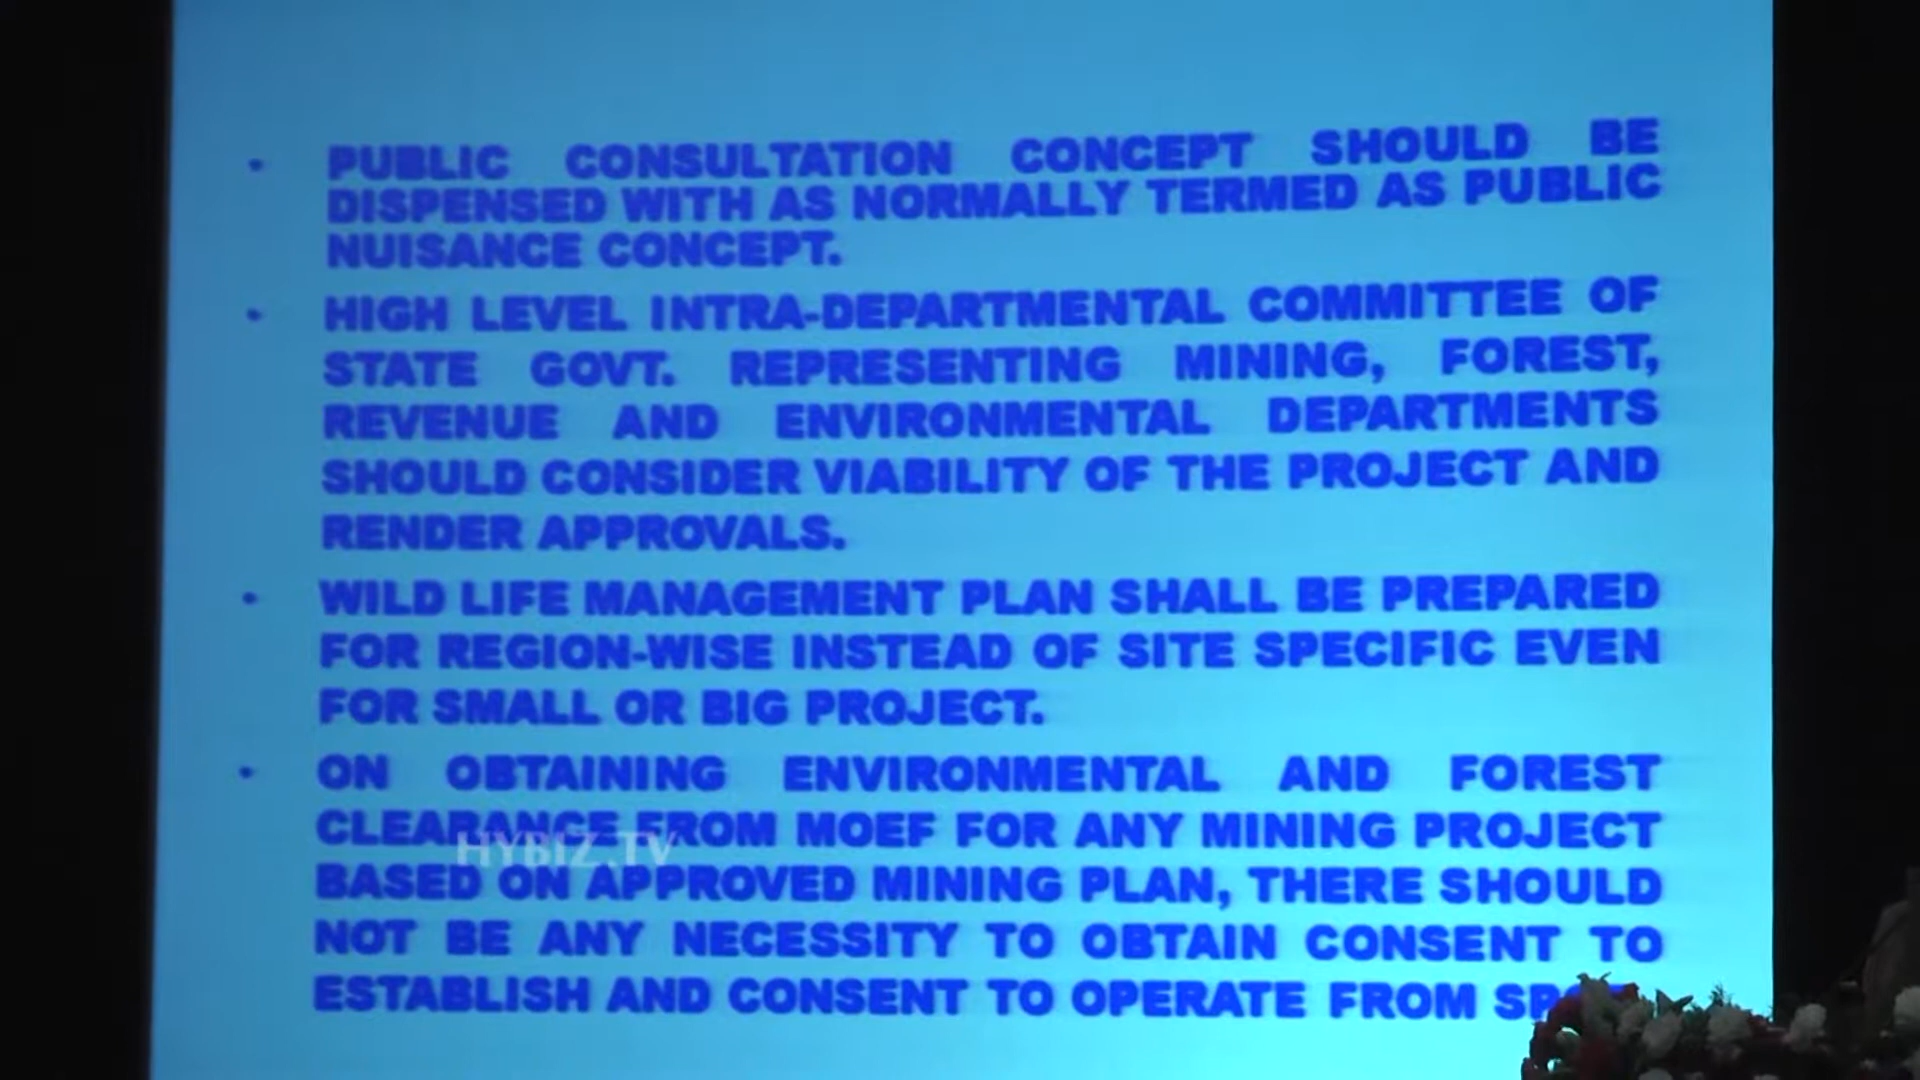 • PUBLIC CONSULTATION CONCEPT SHOULD BE
DISPENSED WITH AS NORMALLY TERMED AS PUBLIC
NUISANCE CONCEPT.
• HIGH LEVEL INTRA-DEPARTMENTAL COMMITTEE OF
STATE GOVT. REPRESENTING MINING, FOREST,
REVENUE AND ENVIRONMENTAL DEPARTMENTS
SHOULD CONSIDER VIABILITY OF THE PROJECT AND
RENDER APPROVALS.
• WILD LIFE MANAGEMENT PLAN SHALL BE PREPARED
FOR REGION-WISE INSTEAD OF SITE SPECIFIC EVEN
FOR SMALL OR BIG PROJECT.
• ON OBTAINING ENVIRONMENTAL AND FOREST
CLEARANCE FROM MOEF FOR ANY MINING PROJECT
HYBIZ.TV
BASED ON APPROVED MINING PLAN, THERE SHOULD
NOT BE ANY NECESSITY TO OBTAIN CONSENT TO
ESTABLISH AND CONSENT TO OPERATE FROM